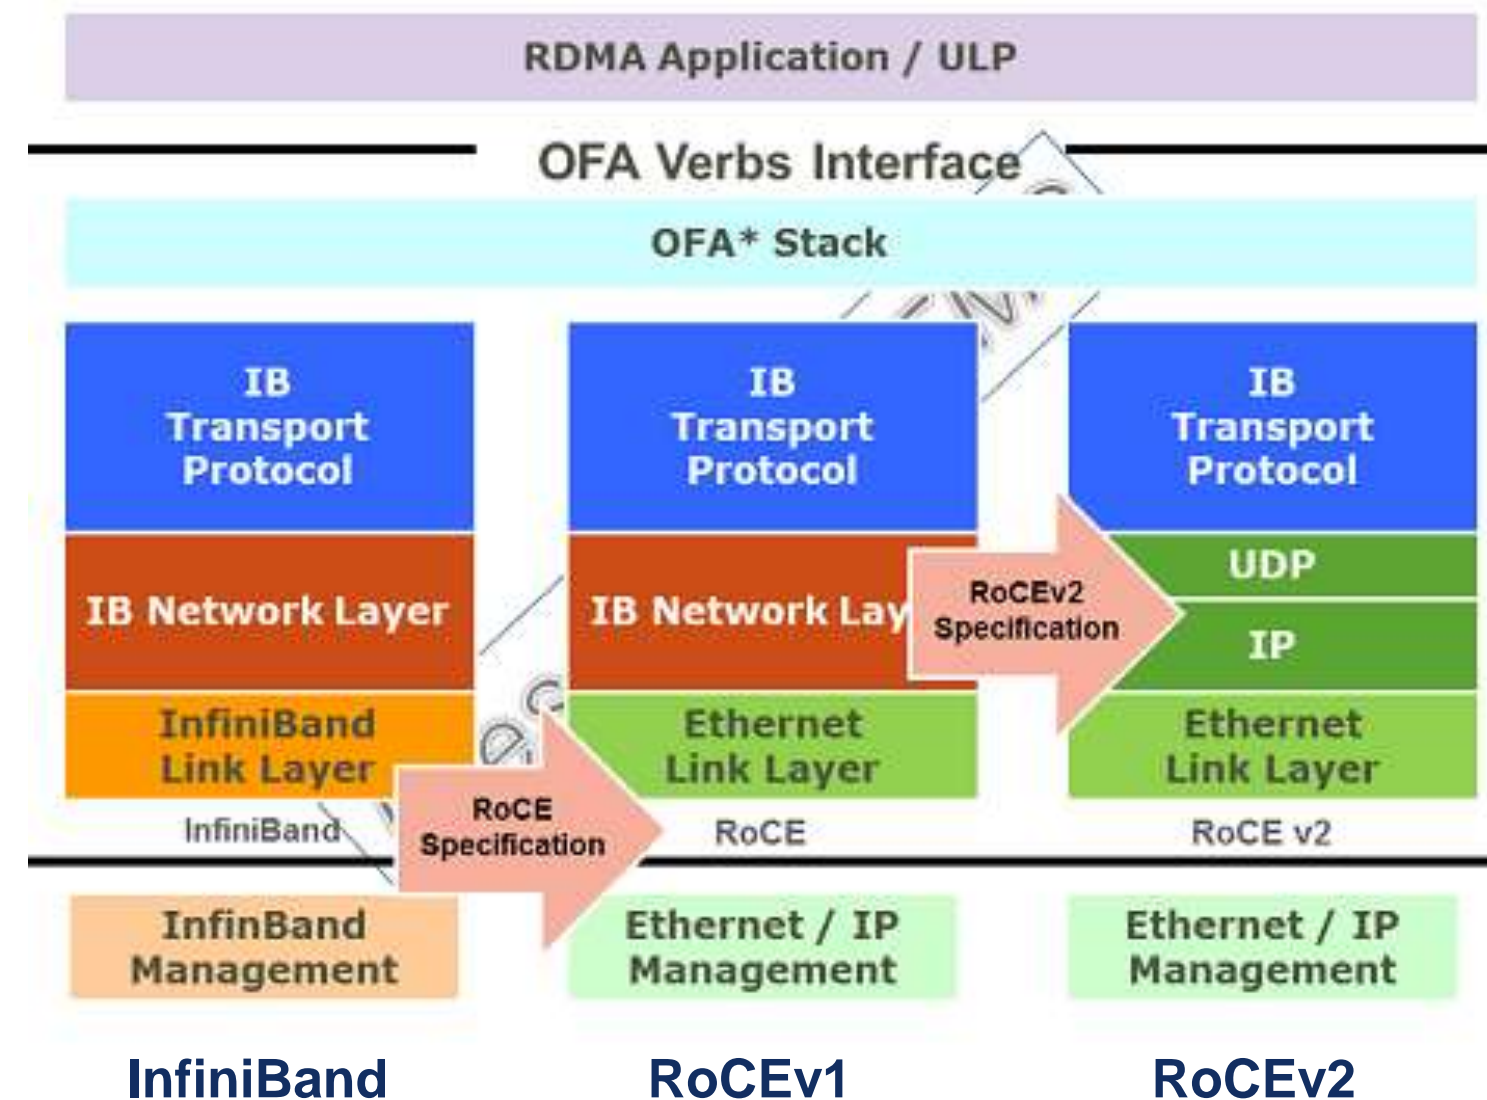 RDMA Application / ULP
OFA Verbs Interface
OFA* Stack
IB
Transport
Protocol
IB Network Layer
InfiniBand
Link Layer
InfiniBand
IB
Transport
Protocol
IB Network Lay
Ethernet
Link Layer
RoCE
IB
Transport
Protocol
UDP
IP
Ethernet
Link Layer
RoCE v2
RoCE
Specification
RoCEv2
Specification
InfinBand
Management
Ethernet / IP
Management
Ethernet / IP
Management
InfiniBand
RoCEv1
RoCEv2